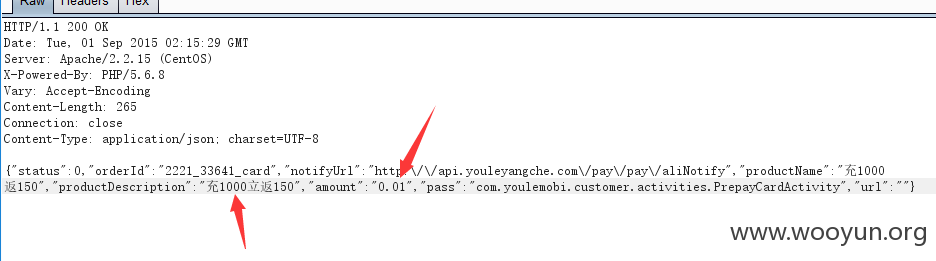 Raw Headers Hex
HTTP/1.1 200 OK
Date: Tue, 01 Sep 2015 02:15:29 GMT
Server: Apache/2.2.15 (CentOS)
X-Powered-By: PHP/5.6.8
Vary: Accept-Encoding
Content-Length: 265
Connection: close
Content-Type: application/json; charset=UTF-8
{"status":0,"orderId":"2221_33641_card","notifyUrl":"http:\/\/api.youleyangche.com\/pay\/pay\/aliNotify","productName":"充1000
返150","productDescription":"充1000立返150","amount":"0.01","pass":"com.youlemobi.customer.activities.PrepayCardActivity","url":""}
www.wooyun.org